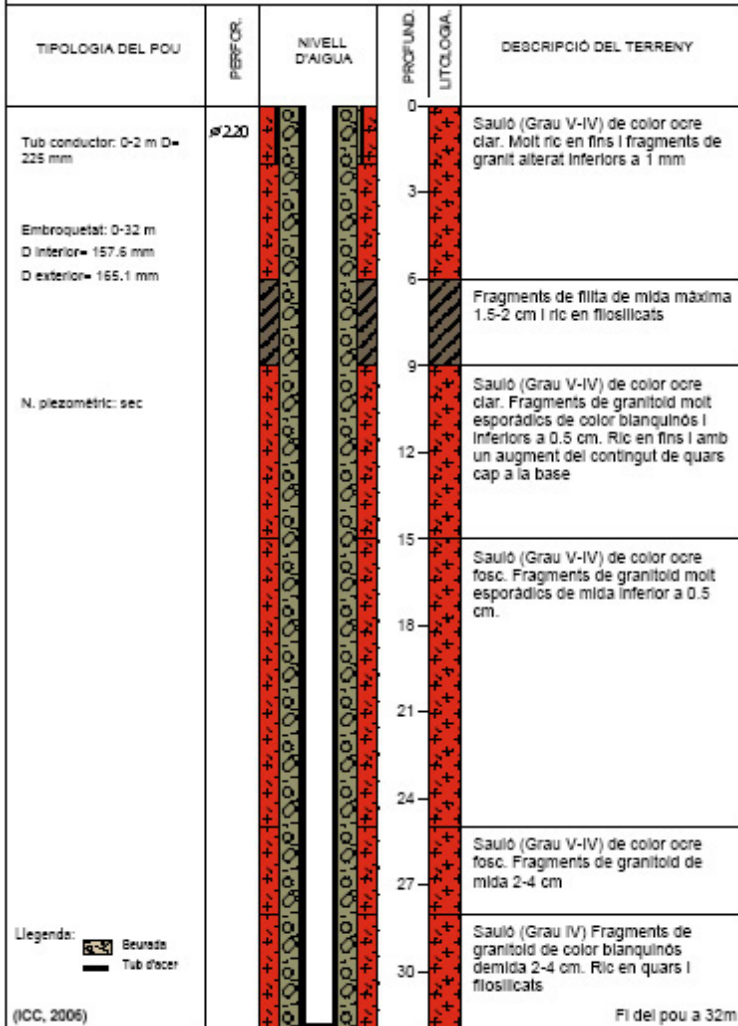 TIPOLOGIA DEL POU
PERFOR.
NIVELL
D'AIGUA
PROFUND.
LITOLOGIA.
DESCRIPCIÓ DEL TERRENY
Tub conductor: 0-2 m D=
225 mm
Embroquetat: 0-32 m
D interior= 157.6 mm
D exterior= 165.1 mm
N. piezomètric: sec
ø220
0
3
6
9
12
15
18
21
24
27
30
Sauló (Grau V-IV) de color ocre
clar. Molt ric en fins i fragments de
granit alterat inferiors a 1 mm
Fragments de fil·lita de mida màxima
1.5-2 cm i ric en filosilicats
Sauló (Grau V-IV) de color ocre
clar. Fragments de granitoid molt
esporàdics de color blanquinós i
inferiors a 0.5 cm. Ric en fins i amb
un augment del contingut de quars
cap a la base
Sauló (Grau V-IV) de color ocre
fosc. Fragments de granitoid molt
esporàdics de mida inferior a 0.5
cm.
Sauló (Grau V-IV) de color ocre
fosc. Fragments de granitoid de
mida 2-4 cm
Sauló (Grau IV) Fragments de
granitoid de color blanquinós
demida 2-4 cm. Ric en quars i
filosilicats
Fi del pou a 32m
Llegenda:
Beurada
Tub d'acer
(ICC, 2006)